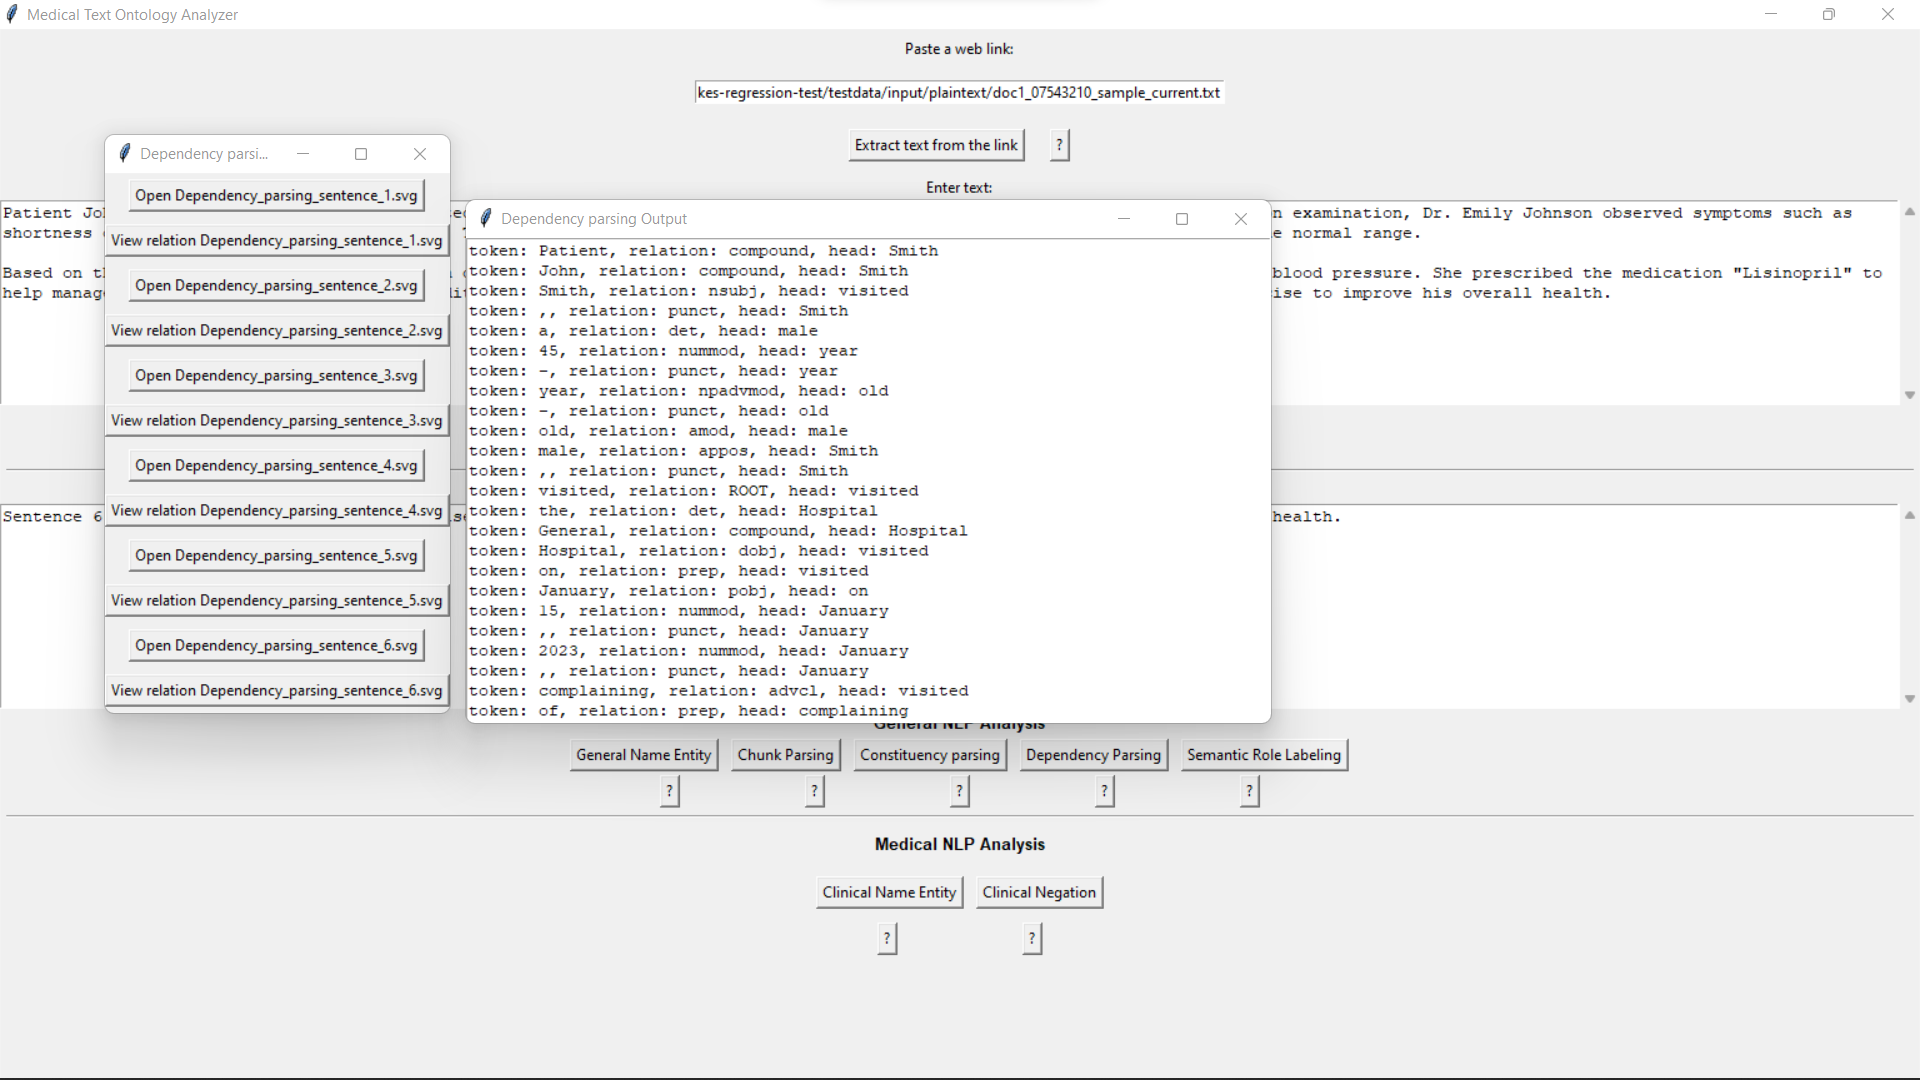 Medical Text Ontology Analyzer
Paste a web link:
kes-regression-test/testdata/input/plaintext/doc1_07543210_sample_current.txt
Extract text from the link ?
Enter text:
Patient n examination, Dr. Emily Johnson observed symptoms such as
shortness normal range.
Based on blood pressure. She prescribed the medication "Lisinopril" to
help to improve his overall health.
Sentence 6 health.
Dependency parsi...
Open Dependency_parsing_sentence_1.svg
View relation Dependency_parsing_sentence_1.svg
Open Dependency_parsing_sentence_2.svg
View relation Dependency_parsing_sentence_2.svg
Open Dependency_parsing_sentence_3.svg
View relation Dependency_parsing_sentence_3.svg
Open Dependency_parsing_sentence_4.svg
View relation Dependency_parsing_sentence_4.svg
Open Dependency_parsing_sentence_5.svg
View relation Dependency_parsing_sentence_5.svg
Open Dependency_parsing_sentence_6.svg
View relation Dependency_parsing_sentence_6.svg
Dependency parsing Output
token: Patient, relation: compound, head: Smith
token: John, relation: compound, head: Smith
token: Smith, relation: nsubj, head: visited
token: ,, relation: punct, head: Smith
token: a, relation: det, head: male
token: 45, relation: nummod, head: year
token: -, relation: punct, head: year
token: year, relation: npadvmod, head: old
token: -, relation: punct, head: old
token: old, relation: amod, head: male
token: male, relation: appos, head: Smith
token: ,, relation: punct, head: Smith
token: visited, relation: ROOT, head: visited
token: the, relation: det, head: Hospital
token: General, relation: compound, head: Hospital
token: Hospital, relation: dobj, head: visited
token: on, relation: prep, head: visited
token: January, relation: pobj, head: on
token: 15, relation: nummod, head: January
token: ,, relation: punct, head: January
token: 2023, relation: nummod, head: January
token: ,, relation: punct, head: January
token: complaining, relation: advcl, head: visited
token: of, relation: prep, head: complaining
General NLP Analysis
General Name Entity Chunk Parsing Constituency parsing Dependency Parsing Semantic Role Labeling
? ? ? ? ?
Medical NLP Analysis
Clinical Name Entity Clinical Negation
? ?